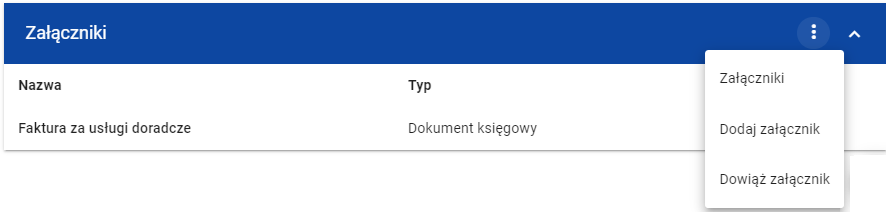 Załączniki
Nazwa Typ
Faktura za usługi doradcze Dokument księgowy
Załączniki
Dodaj załącznik
Dowiąż załącznik